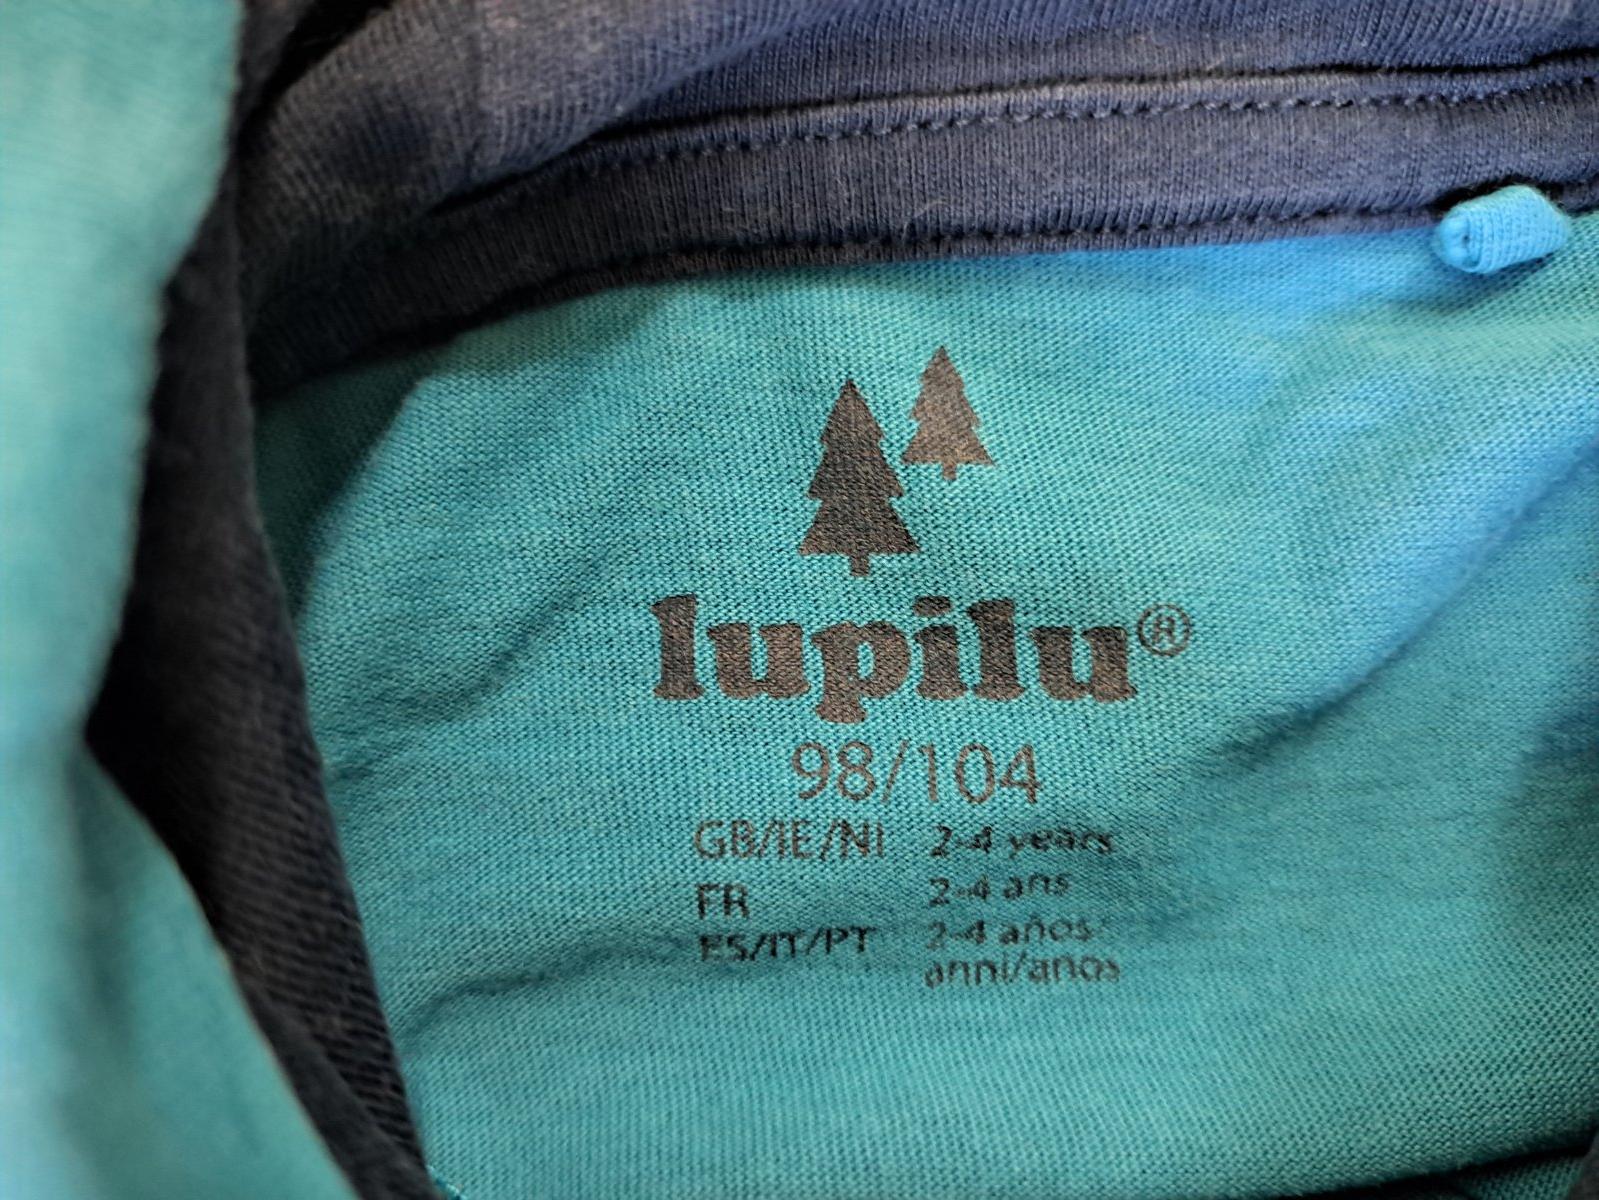 lupilu®
98/104
GB/IE/NI 2-4 years
FR 2-4 ans
ES/IT/PT 2-4 años/
anni/anos